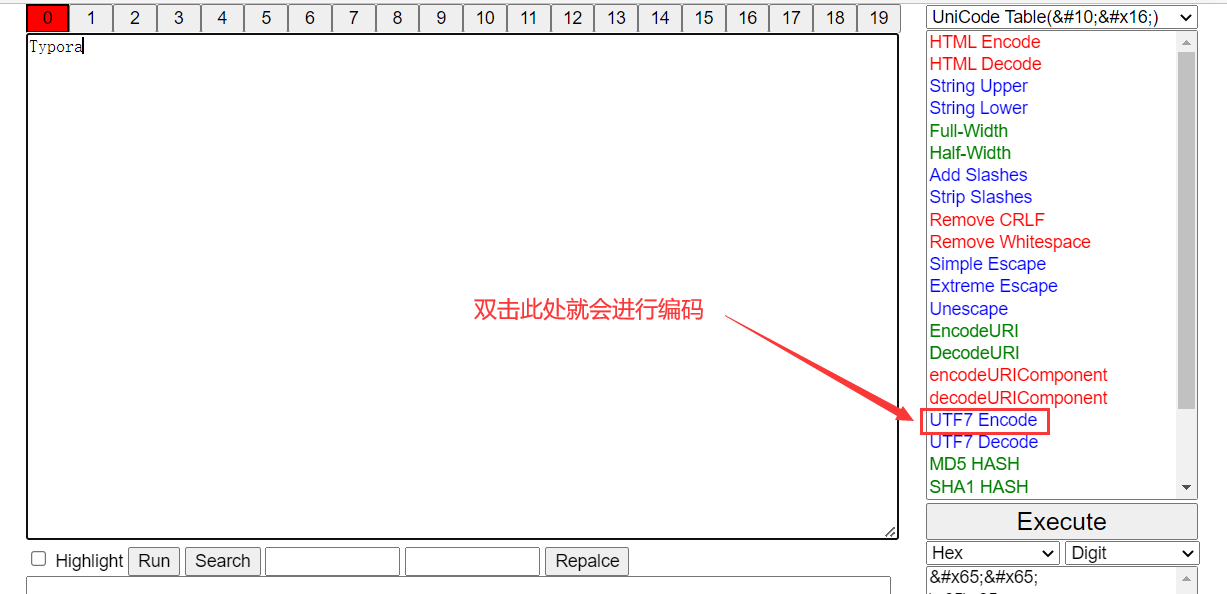 0 1 2 3 4 5 6 7 8 9 10 11 12 13 14 15 16 17 18 19
Typora
双击此处就会进行编码
Highlight Run Search Repalce
UniCode Table(&#10;&#x16;)
HTML Encode
HTML Decode
String Upper
String Lower
Full-Width
Half-Width
Add Slashes
Strip Slashes
Remove CRLF
Remove Whitespace
Simple Escape
Extreme Escape
Unescape
EncodeURI
DecodeURI
encodeURIComponent
decodeURIComponent
UTF7 Encode
UTF7 Decode
MD5 HASH
SHA1 HASH
Execute
Hex Digit
&#x65;&#x65;